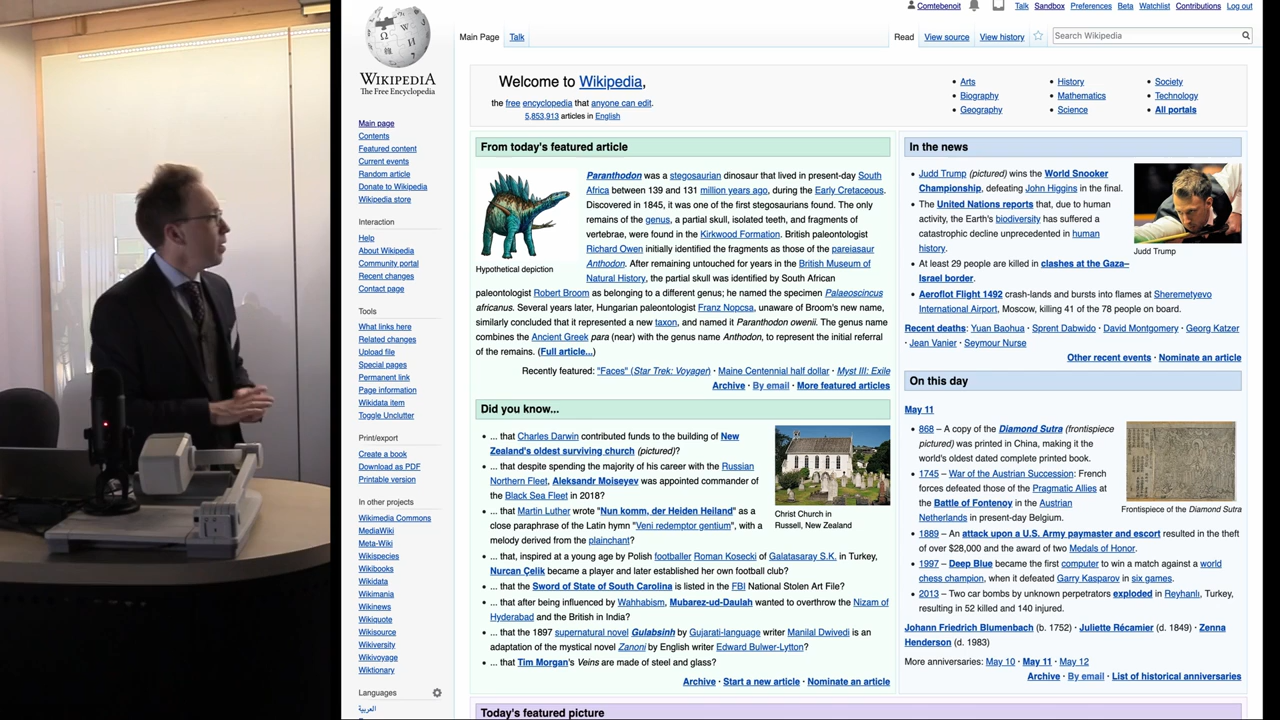 Comtebenoit Talk Sandbox Preferences Beta Watchlist Contributions Log out
Main Page Talk Read View source View history Search Wikipedia
WIKIPEDIA
The Free Encyclopedia
Main page
Contents
Featured content
Current events
Random article
Donate to Wikipedia
Wikipedia store
Interaction
Help
About Wikipedia
Community portal
Recent changes
Contact page
Tools
What links here
Related changes
Upload file
Special pages
Permanent link
Page information
Wikidata item
Toggle Unclutter
Print/export
Create a book
Download as PDF
Printable version
In other projects
Wikimedia Commons
MediaWiki
Meta-Wiki
Wikispecies
Wikibooks
Wikidata
Wikimania
Wikinews
Wikiquote
Wikisource
Wikiversity
Wikivoyage
Wiktionary
Languages
العربية
Welcome to Wikipedia,
the free encyclopedia that anyone can edit.
5,853,913 articles in English
Arts
Biography
Geography
History
Mathematics
Science
Society
Technology
All portals
From today's featured article
Paranthodon was a stegosaurian dinosaur that lived in present-day South
Africa between 139 and 131 million years ago, during the Early Cretaceous.
Discovered in 1845, it was one of the first stegosaurians found. The only
remains of the genus, a partial skull, isolated teeth, and fragments of
vertebrae, were found in the Kirkwood Formation. British paleontologist
Richard Owen initially identified the fragments as those of the pareiasaur
Anthodon. After remaining untouched for years in the British Museum of
Natural History, the partial skull was identified by South African
Hypothetical depiction
paleontologist Robert Broom as belonging to a different genus; he named the specimen Palaeoscincus
africanus. Several years later, Hungarian paleontologist Franz Nopcsa, unaware of Broom's new name,
similarly concluded that it represented a new taxon, and named it Paranthodon owenii. The genus name
combines the Ancient Greek para (near) with the genus name Anthodon, to represent the initial referral
of the remains. (Full article...)
Recently featured: "Faces" (Star Trek: Voyager) · Maine Centennial half dollar · Myst III: Exile
Archive · By email · More featured articles
Did you know...
... that Charles Darwin contributed funds to the building of New
Zealand's oldest surviving church (pictured)?
... that despite spending the majority of his career with the Russian
Northern Fleet, Aleksandr Moiseyev was appointed commander of
the Black Sea Fleet in 2018?
... that Martin Luther wrote "Nun komm, der Heiden Heiland" as a
close paraphrase of the Latin hymn "Veni redemptor gentium", with a
melody derived from the plainchant?
Christ Church in
Russell, New Zealand
... that, inspired at a young age by Polish footballer Roman Kosecki of Galatasaray S.K. in Turkey,
Nurcan Çelik became a player and later established her own football club?
... that the Sword of State of South Carolina is listed in the FBI National Stolen Art File?
... that after being influenced by Wahhabism, Mubarez-ud-Daulah wanted to overthrow the Nizam of
Hyderabad and the British in India?
... that the 1897 supernatural novel Gulabsinh by Gujarati-language writer Manilal Dwivedi is an
adaptation of the mystical novel Zanoni by English writer Edward Bulwer-Lytton?
... that Tim Morgan's Veins are made of steel and glass?
Archive · Start a new article · Nominate an article
Today's featured picture
In the news
Judd Trump (pictured) wins the World Snooker
Championship, defeating John Higgins in the final.
The United Nations reports that, due to human
activity, the Earth's biodiversity has suffered a
catastrophic decline unprecedented in human
history.
Judd Trump
At least 29 people are killed in clashes at the Gaza–
Israel border.
Aeroflot Flight 1492 crash-lands and bursts into flames at Sheremetyevo
International Airport, Moscow, killing 41 of the 78 people on board.
Recent deaths: Yuan Baohua · Sprent Dabwido · David Montgomery · Georg Katzer
· Jean Vanier · Seymour Nurse
Other recent events · Nominate an article
On this day
May 11
868 – A copy of the Diamond Sutra (frontispiece
pictured) was printed in China, making it the
world's oldest dated complete printed book.
1745 – War of the Austrian Succession: French
forces defeated those of the Pragmatic Allies at
the Battle of Fontenoy in the Austrian
Netherlands in present-day Belgium.
Frontispiece of the Diamond Sutra
1889 – An attack upon a U.S. Army paymaster and escort resulted in the theft
of over $28,000 and the award of two Medals of Honor.
1997 – Deep Blue became the first computer to win a match against a world
chess champion, when it defeated Garry Kasparov in six games.
2013 – Two car bombs by unknown perpetrators exploded in Reyhanlı, Turkey,
resulting in 52 killed and 140 injured.
Johann Friedrich Blumenbach (b. 1752) · Juliette Récamier (d. 1849) · Zenna
Henderson (d. 1983)
More anniversaries: May 10 · May 11 · May 12
Archive · By email · List of historical anniversaries